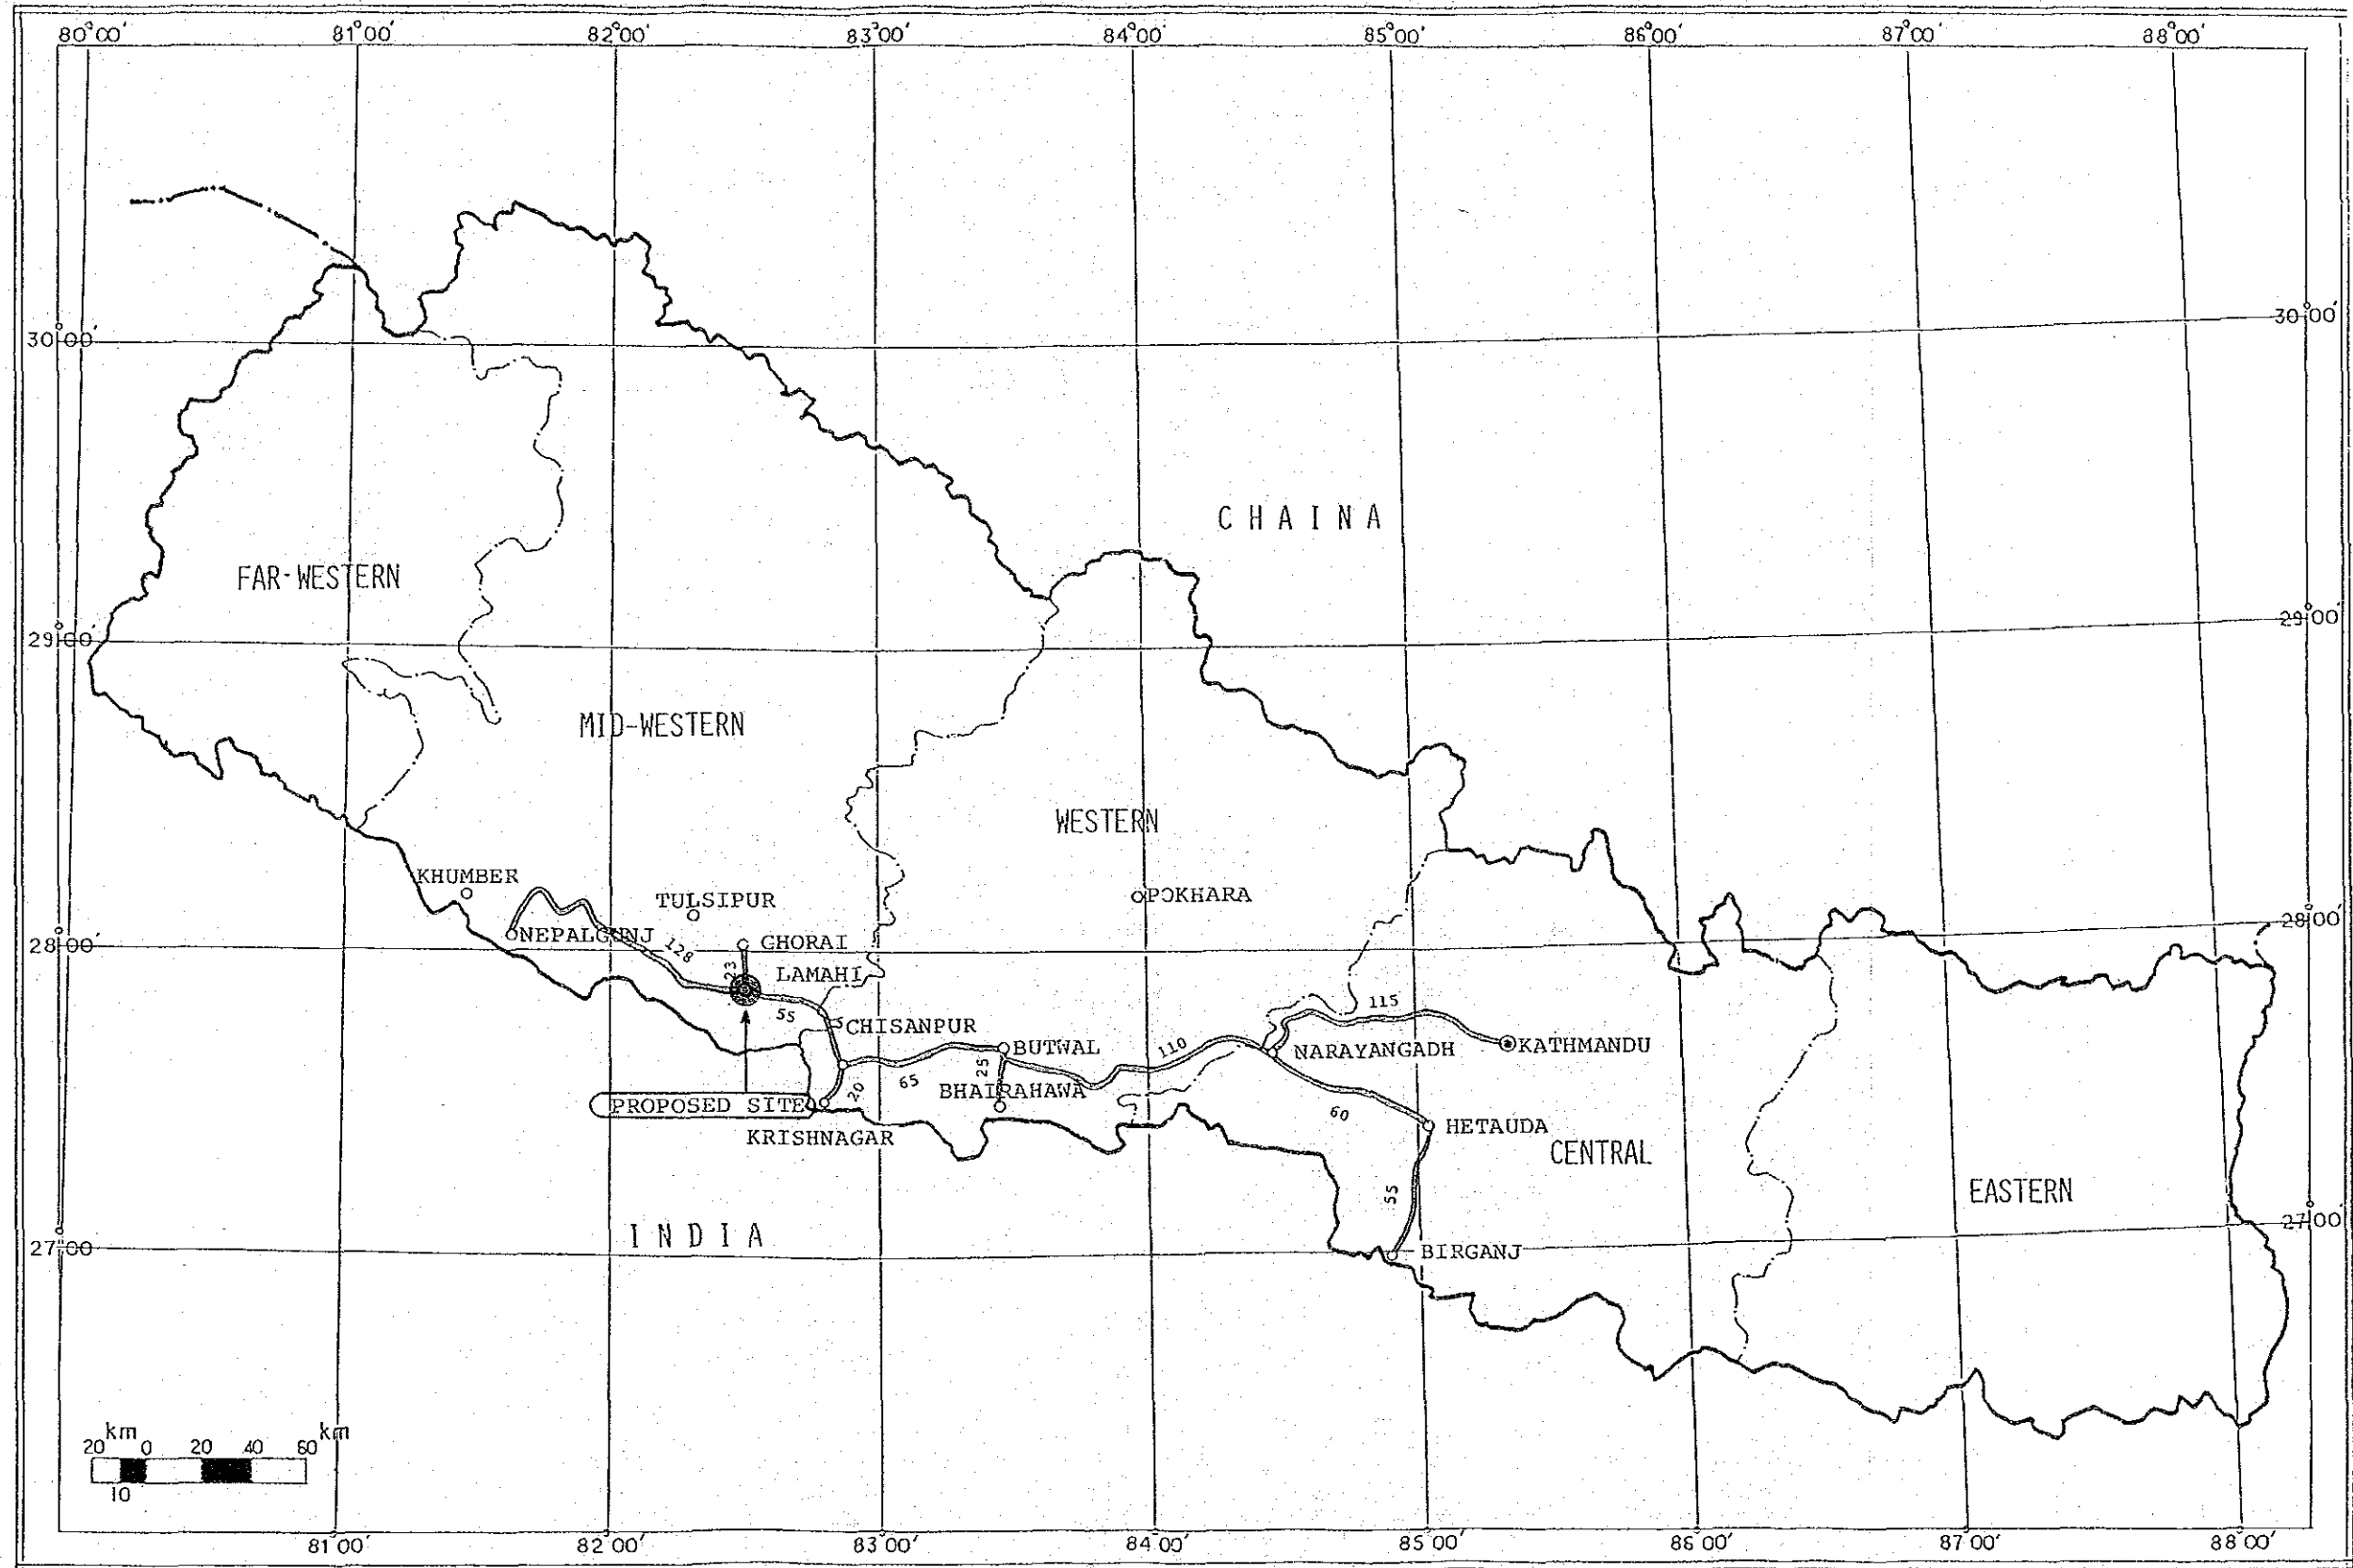 80°00' 81°00' 82°00' 83°00' 84°00' 85°00' 86°00' 87°00' 88°00'
30°00' 30°00'
CHAINA
FAR-WESTERN
29°00' 29°00'
MID-WESTERN
WESTERN
KHUMBER
TULSIPUR
POKHARA
28°00' NEPALGUNJ 128 GHORAI 28°00'
23 LAMAHI
55 115
CHISANPUR
BUTWAL 110 NARAYANGADH KATHMANDU
20 65 25 BHAIRAHAWA
PROPOSED SITE 60
KRISHNAGAR HETAUDA
CENTRAL
55 EASTERN
INDIA
27°00' BIRGANJ 27°00'
km km
20 0 20 40 60
10
81°00' 82°00' 83°00' 84°00' 85°00' 86°00' 87°00' 88°00'